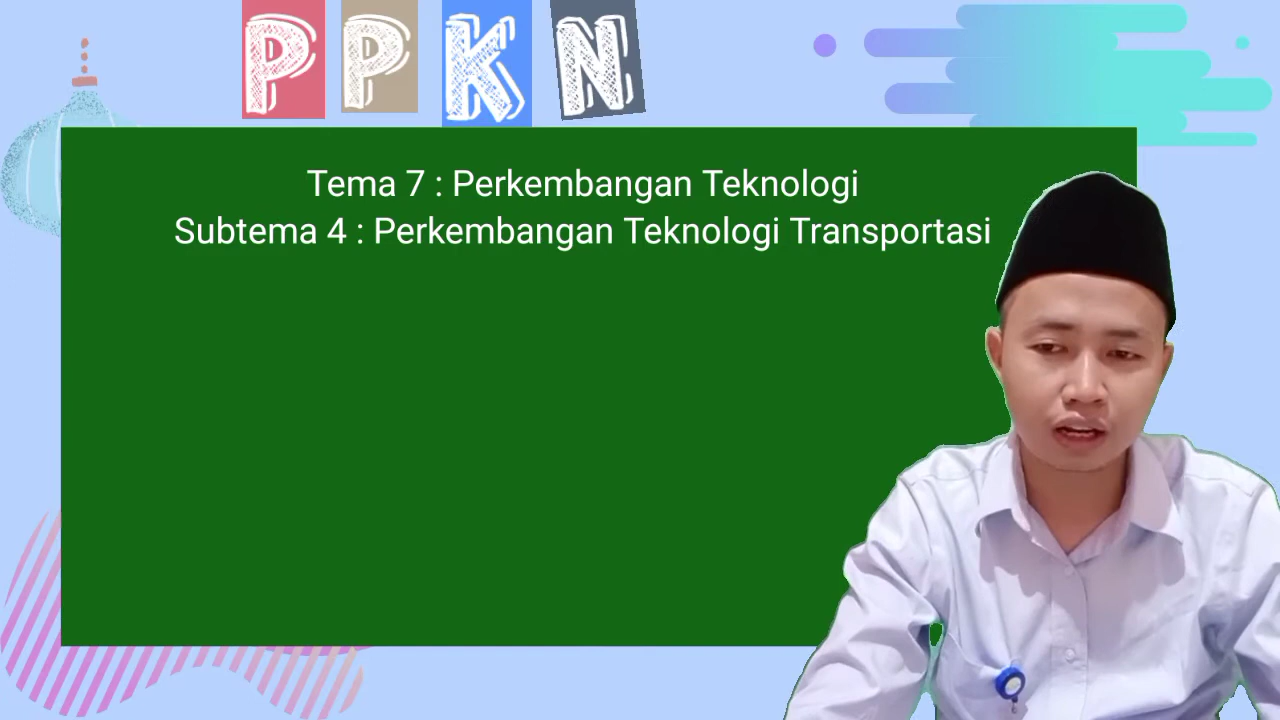 PPKN
Tema 7 : Perkembangan Teknologi
Subtema 4 : Perkembangan Teknologi Transportasi